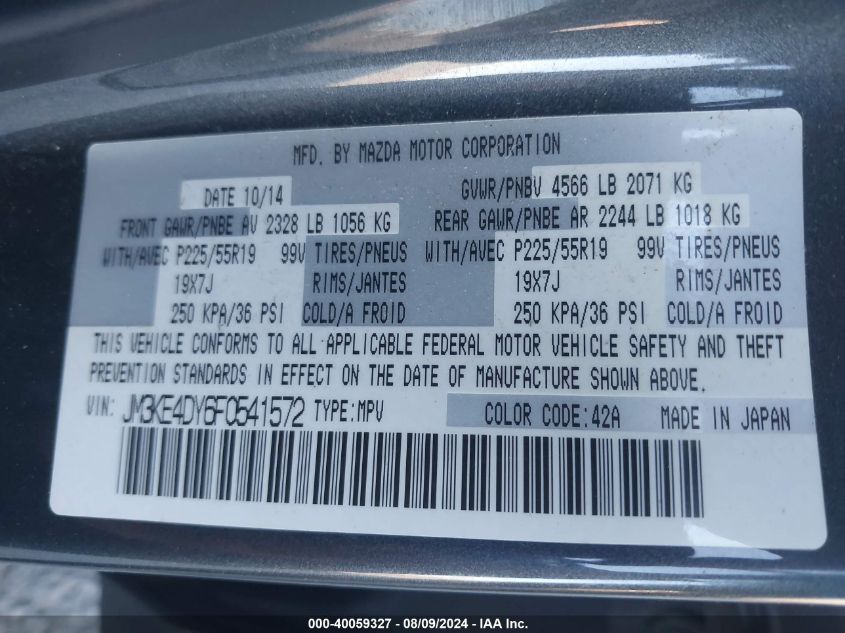 MFD. BY MAZDA MOTOR CORPORATION
DATE 10/14 GVWR/PNBV 4566 LB 2071 KG
FRONT GAWR/PNBE AV 2328 LB 1056 KG REAR GAWR/PNBE AR 2244 LB 1018 KG
WITH/AVEC P225/55R19 99V TIRES/PNEUS WITH/AVEC P225/55R19 99V TIRES/PNEUS
19X7J RIMS/JANTES 19X7J RIMS/JANTES
250 KPA/36 PSI COLD/A FROID 250 KPA/36 PSI COLD/A FROID
THIS VEHICLE CONFORMS TO ALL APPLICABLE FEDERAL MOTOR VEHICLE SAFETY AND THEFT
PREVENTION STANDARDS IN EFFECT ON THE DATE OF MANUFACTURE SHOWN ABOVE.
VIN: JM3KE4DY6F0541572 TYPE:MPV COLOR CODE:42A MADE IN JAPAN
000-40059327 - 08/09/2024 - IAA Inc.